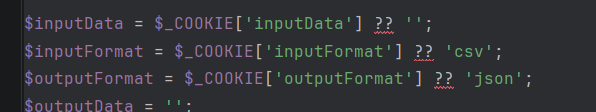 $inputData = $_COOKIE['inputData'] ?? '';
$inputFormat = $_COOKIE['inputFormat'] ?? 'csv';
$outputFormat = $_COOKIE['outputFormat'] ?? 'json';
$outputData = '';